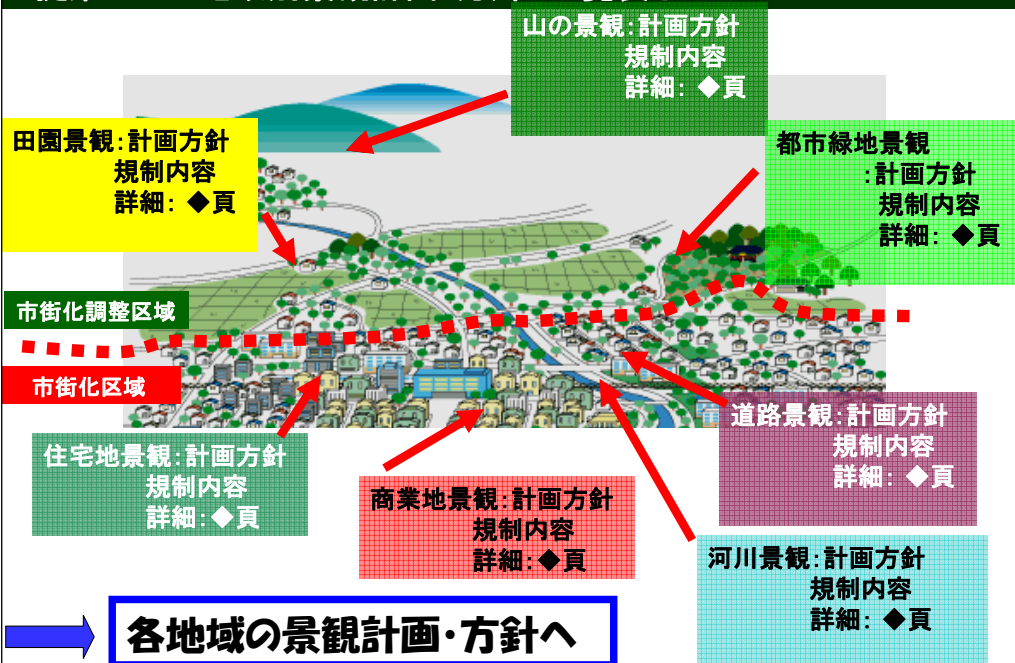 山の景観:計画方針
規制内容
詳細: ◆頁
田園景観:計画方針
規制内容
詳細: ◆頁
都市緑地景観
:計画方針
規制内容
詳細: ◆頁
市街化調整区域
市街化区域
道路景観:計画方針
規制内容
詳細: ◆頁
住宅地景観:計画方針
規制内容
詳細:◆頁
商業地景観:計画方針
規制内容
詳細:◆頁
河川景観:計画方針
規制内容
詳細: ◆頁
各地域の景観計画・方針へ